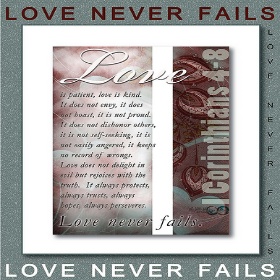 LOVE NEVER FAILS
Love
is patient, love is kind.
It does not envy, it does
not boast, it is not proud.
It does not dishonor others,
it is not self-seeking, it is
not easily angered, it keeps
no record of wrongs.
Love does not delight in
evil but rejoices with the
truth. It always protects,
always trusts, always
hopes, always perseveres.
Love never fails.
I Corinthians 4-8
LOVE NEVER FAILS
LOVE NEVER FAILS